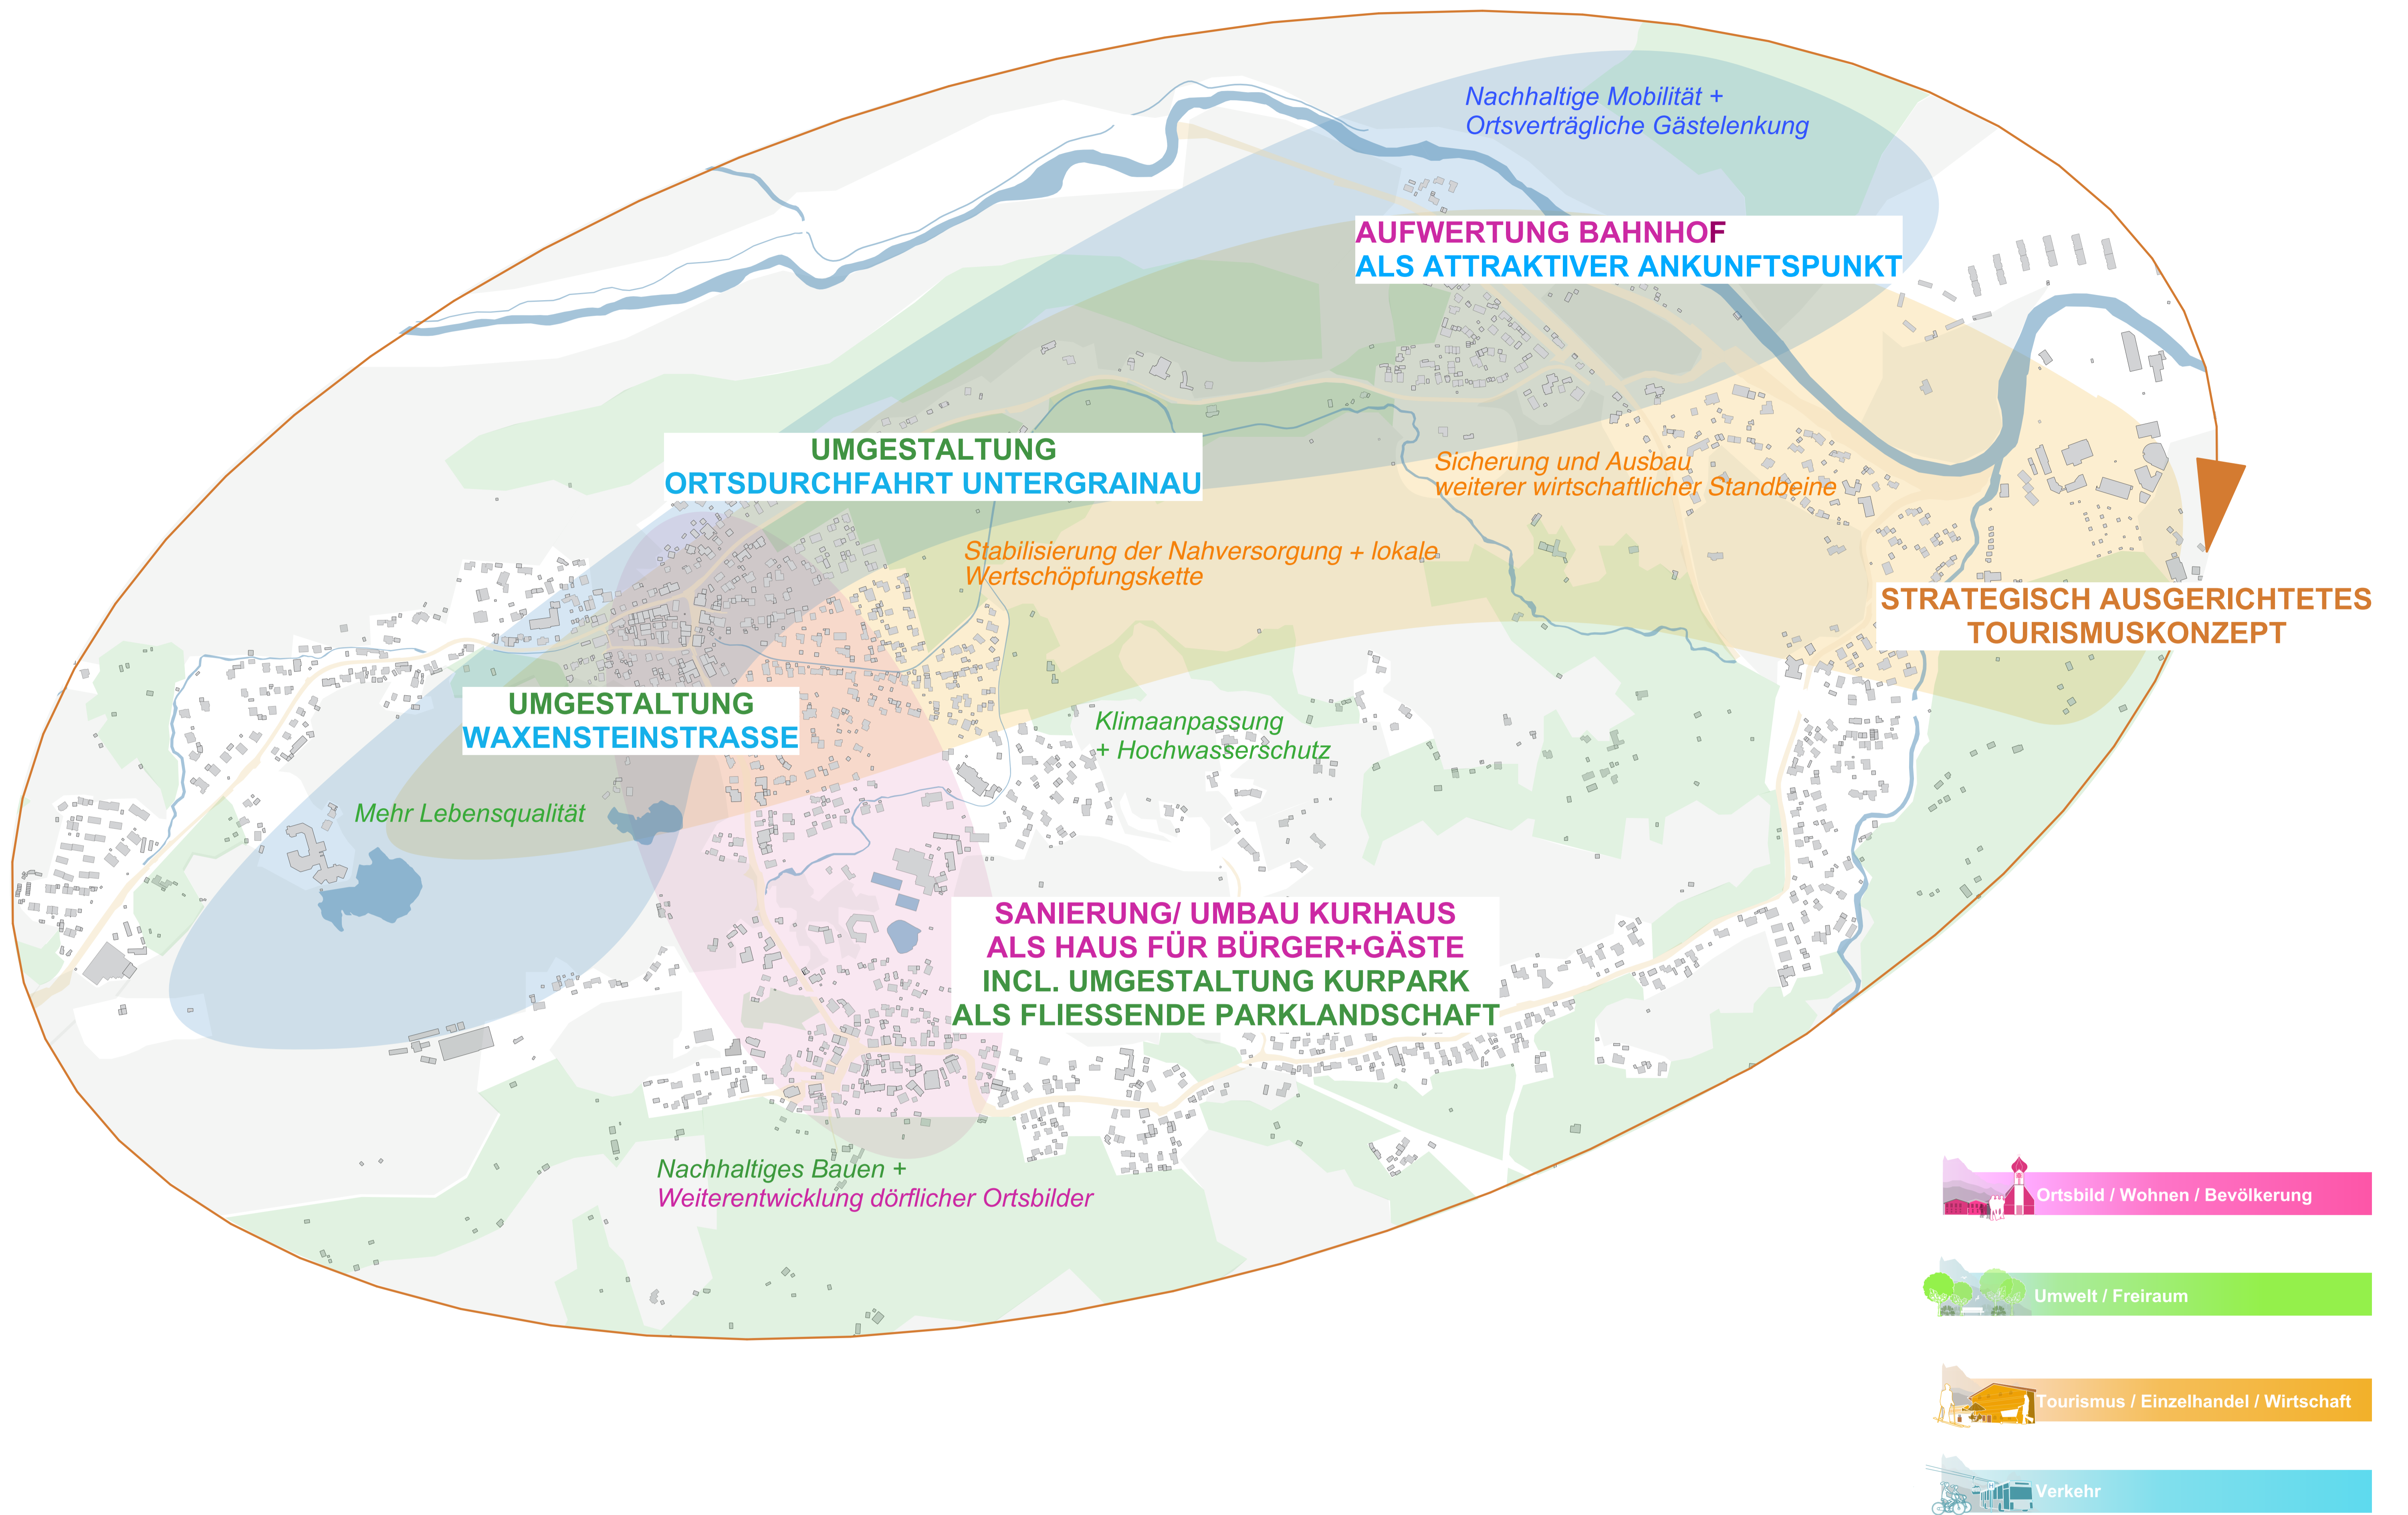 Nachhaltige Mobilität +
Ortsverträgliche Gästelenkung
AUFWERTUNG BAHNHOF
ALS ATTRAKTIVER ANKUNFTSPUNKT
UMGESTALTUNG
ORTSDURCHFAHRT UNTERGRAINAU
Sicherung und Ausbau
weiterer wirtschaftlicher Standbeine
Stabilisierung der Nahversorgung + lokale
Wertschöpfungskette
STRATEGISCH AUSGERICHTETES
TOURISMUSKONZEPT
UMGESTALTUNG
WAXENSTEINSTRASSE
Klimaanpassung
+ Hochwasserschutz
Mehr Lebensqualität
SANIERUNG/ UMBAU KURHAUS
ALS HAUS FÜR BÜRGER+GÄSTE
INCL. UMGESTALTUNG KURPARK
ALS FLIESSENDE PARKLANDSCHAFT
Nachhaltiges Bauen +
Weiterentwicklung dörflicher Ortsbilder
Ortsbild / Wohnen / Bevölkerung
Umwelt / Freiraum
Tourismus / Einzelhandel / Wirtschaft
Verkehr